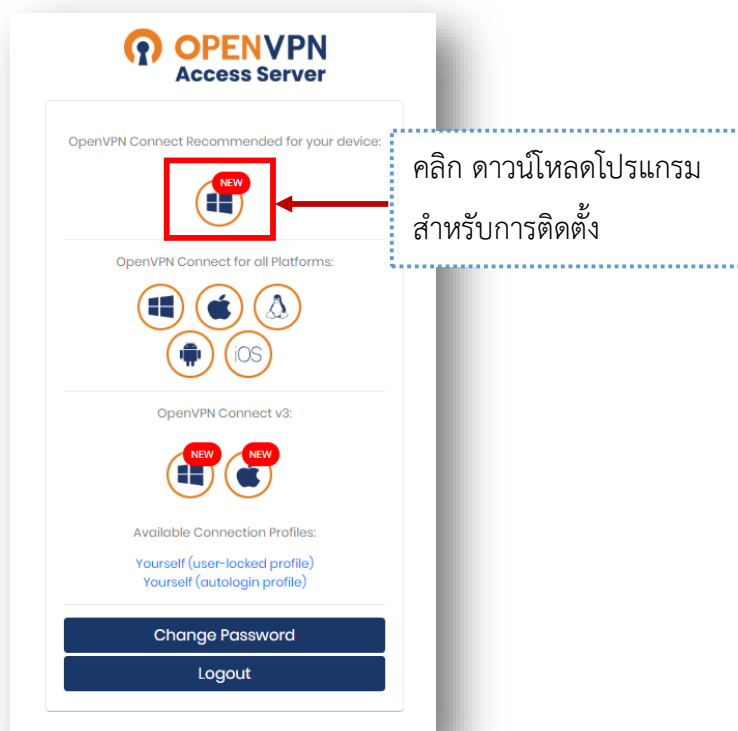 OPENVPN
Access Server
OpenVPN Connect Recommended for your device:
NEW
คลิก ดาวน์โหลดโปรแกรม
สำหรับการติดตั้ง
OpenVPN Connect for all Platforms:
iOS
OpenVPN Connect v3:
NEW NEW
Available Connection Profiles:
Yourself (user-locked profile)
Yourself (autologin profile)
Change Password
Logout